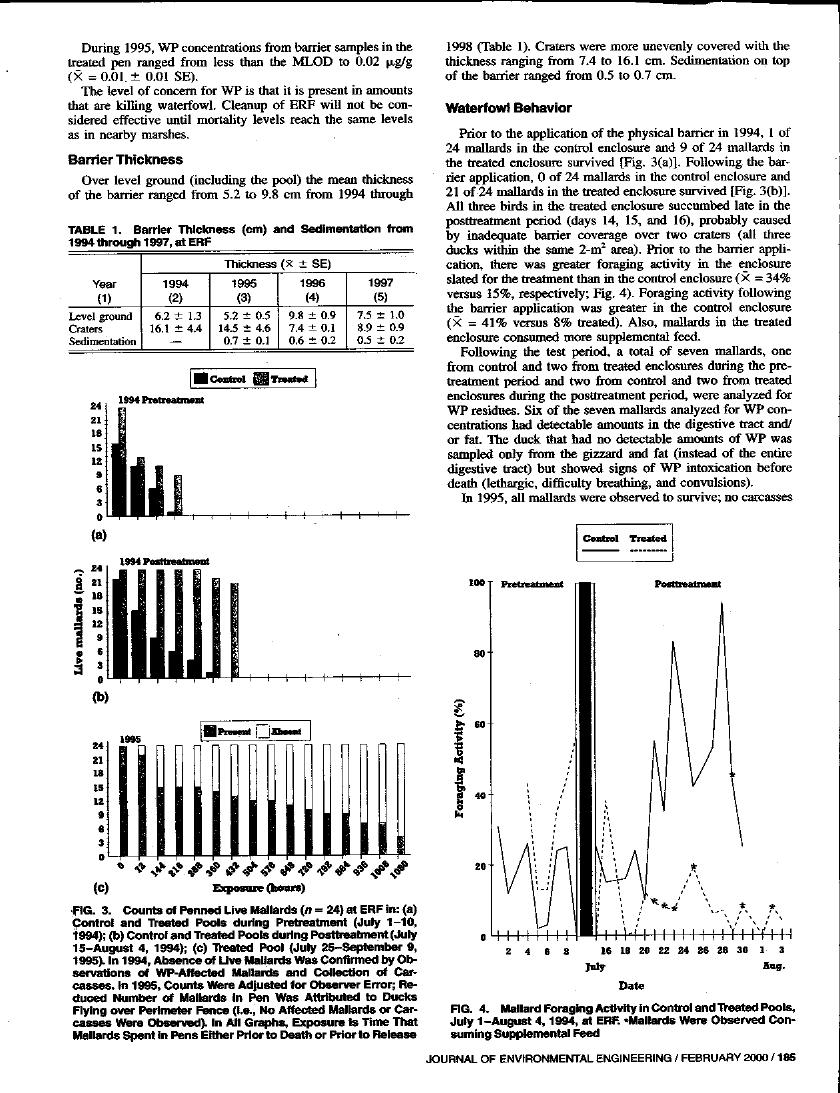 During 1995, WP concentrations from barrier samples in the
treated pen ranged from less than the MLOD to 0.02 μg/g
(X̄ = 0.01 ± 0.01 SE).
The level of concern for WP is that it is present in amounts
that are killing waterfowl. Cleanup of ERF will not be con-
sidered effective until mortality levels reach the same levels
as in nearby marshes.
Barrier Thickness
Over level ground (including the pool) the mean thickness
of the barrier ranged from 5.2 to 9.8 cm from 1994 through
TABLE 1. Barrier Thickness (cm) and Sedimentation from
1994 through 1997, at ERF
Thickness (X̄ ± SE)
Year 1994 1995 1996 1997
(1) (2) (3) (4) (5)
Level ground 6.2 ± 1.3 5.2 ± 0.5 9.8 ± 0.9 7.5 ± 1.0
Craters 16.1 ± 4.4 14.5 ± 4.6 7.4 ± 0.1 8.9 ± 0.9
Sedimentation — 0.7 ± 0.1 0.6 ± 0.2 0.5 ± 0.2
Control Treated
1994 Pretreatment
24
21
18
15
12
9
6
3
0
(a)
1994 Posttreatment
Live mallards (no.)
24
21
18
15
12
9
6
3
0
(b)
Present Absent
1995
24
21
18
15
12
9
6
3
0
0 72 144 216 288 360 432 504 576 648 720 792 864 936 1008 1080
(c) Exposure (hours)
FIG. 3. Counts of Penned Live Mallards (n = 24) at ERF in: (a)
Control and Treated Pools during Pretreatment (July 1–10,
1994); (b) Control and Treated Pools during Posttreatment (July
15–August 4, 1994); (c) Treated Pool (July 25–September 9,
1995). In 1994, Absence of Live Mallards Was Confirmed by Ob-
servations of WP-Affected Mallards and Collection of Car-
casses. In 1995, Counts Were Adjusted for Observer Error; Re-
duced Number of Mallards in Pen Was Attributed to Ducks
Flying over Perimeter Fence (i.e., No Affected Mallards or Car-
casses Were Observed). In All Graphs, Exposure Is Time That
Mallards Spent in Pens Either Prior to Death or Prior to Release
1998 (Table 1). Craters were more unevenly covered with the
thickness ranging from 7.4 to 16.1 cm. Sedimentation on top
of the barrier ranged from 0.5 to 0.7 cm.
Waterfowl Behavior
Prior to the application of the physical barrier in 1994, 1 of
24 mallards in the control enclosure and 9 of 24 mallards in
the treated enclosure survived [Fig. 3(a)]. Following the bar-
rier application, 0 of 24 mallards in the control enclosure and
21 of 24 mallards in the treated enclosure survived [Fig. 3(b)].
All three birds in the treated enclosure succumbed late in the
posttreatment period (days 14, 15, and 16), probably caused
by inadequate barrier coverage over two craters (all three
ducks within the same 2-m² area). Prior to the barrier appli-
cation, there was greater foraging activity in the enclosure
slated for the treatment than in the control enclosure (X̄ = 34%
versus 15%, respectively; Fig. 4). Foraging activity following
the barrier application was greater in the control enclosure
(X̄ = 41% versus 8% treated). Also, mallards in the treated
enclosure consumed more supplemental feed.
Following the test period, a total of seven mallards, one
from control and two from treated enclosures during the pre-
treatment period and two from control and two from treated
enclosures during the posttreatment period, were analyzed for
WP residues. Six of the seven mallards analyzed for WP con-
centrations had detectable amounts in the digestive tract and/
or fat. The duck that had no detectable amounts of WP was
sampled only from the gizzard and fat (instead of the entire
digestive tract) but showed signs of WP intoxication before
death (lethargic, difficulty breathing, and convulsions).
In 1995, all mallards were observed to survive; no carcasses
Control Treated
Pretreatment Posttreatment
Foraging Activity (%)
100
80
60
40
20
0
2 4 6 8 16 18 20 22 24 26 28 30 1 3
July Aug.
Date
FIG. 4. Mallard Foraging Activity in Control and Treated Pools,
July 1–August 4, 1994, at ERF. *Mallards Were Observed Con-
suming Supplemental Feed
JOURNAL OF ENVIRONMENTAL ENGINEERING / FEBRUARY 2000 / 185